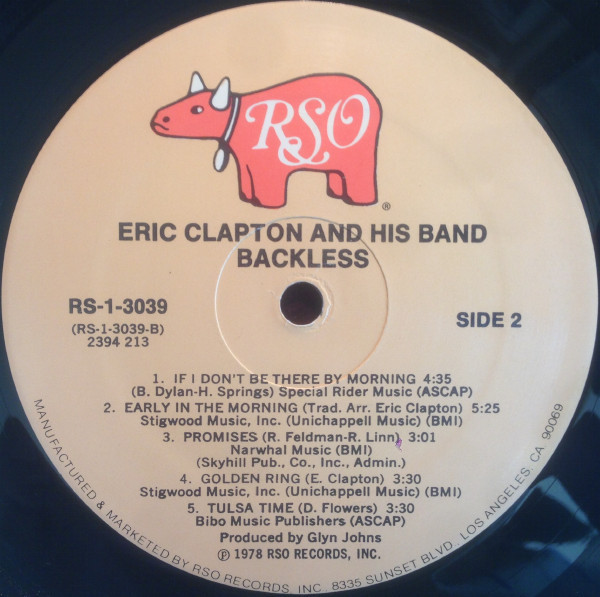 RSO
®
ERIC CLAPTON AND HIS BAND
BACKLESS
RS-1-3039
(RS-1-3039-B)
2394 213
SIDE 2
1. IF I DON'T BE THERE BY MORNING 4:35
(B. Dylan-H. Springs) Special Rider Music (ASCAP)
2. EARLY IN THE MORNING (Trad. Arr. Eric Clapton) 5:25
Stigwood Music, Inc. (Unichappell Music) (BMI)
3. PROMISES (R. Feldman-R. Linn) 3:01
Narwhal Music (BMI)
(Skyhill Pub., Co., Inc., Admin.)
4. GOLDEN RING (E. Clapton) 3:30
Stigwood Music, Inc. (Unichappell Music) (BMI)
5. TULSA TIME (D. Flowers) 3:30
Bibo Music Publishers (ASCAP)
Produced by Glyn Johns
℗ 1978 RSO RECORDS, INC.
MANUFACTURED & MARKETED BY RSO RECORDS, INC., 8335 SUNSET BLVD., LOS ANGELES, CA 90069